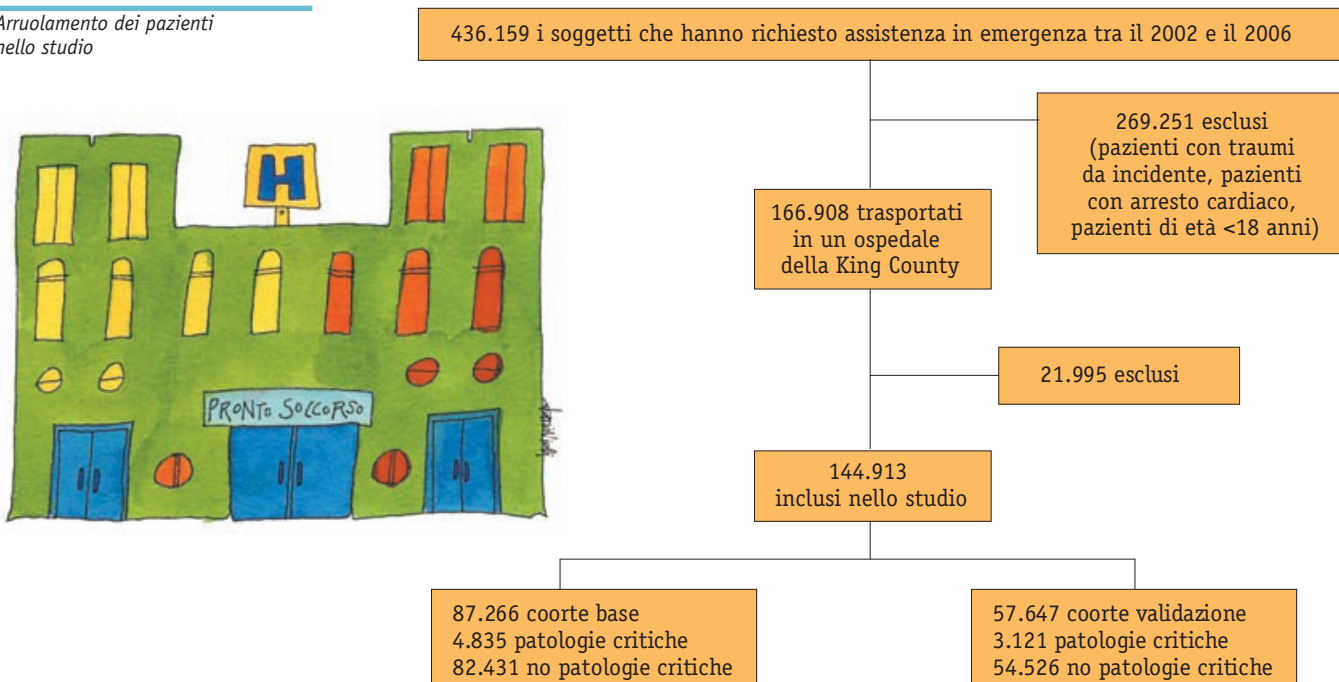 Arruolamento dei pazienti
nello studio
436.159 i soggetti che hanno richiesto assistenza in emergenza tra il 2002 e il 2006
269.251 esclusi
(pazienti con traumi
da incidente, pazienti
con arresto cardiaco,
pazienti di età <18 anni)
166.908 trasportati
in un ospedale
della King County
21.995 esclusi
144.913
inclusi nello studio
87.266 coorte base
4.835 patologie critiche
82.431 no patologie critiche
57.647 coorte validazione
3.121 patologie critiche
54.526 no patologie critiche
H
PRONTO SOCCORSO